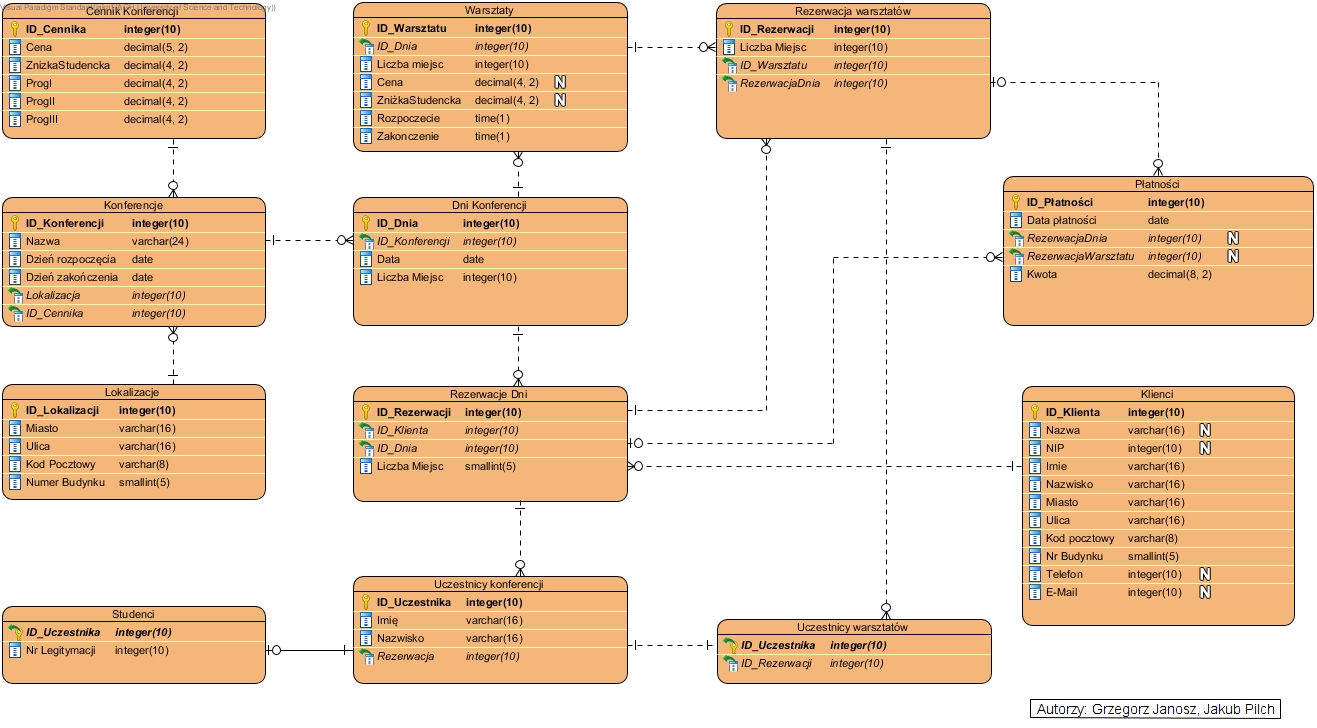 Visual Paradigm Standard
University of Science and Technology))
Cennik Konferencji
ID_Cennika integer(10)
Cena decimal(5, 2)
ZnizkaStudencka decimal(4, 2)
ProgI decimal(4, 2)
ProgII decimal(4, 2)
ProgIII decimal(4, 2)
Warsztaty
ID_Warsztatu integer(10)
ID_Dnia integer(10)
Liczba miejsc integer(10)
Cena decimal(4, 2) N
ZniżkaStudencka decimal(4, 2) N
Rozpoczecie time(1)
Zakonczenie time(1)
Rezerwacja warsztatów
ID_Rezerwacji integer(10)
Liczba Miejsc integer(10)
ID_Warsztatu integer(10)
RezerwacjaDnia integer(10)
Konferencje
ID_Konferencji integer(10)
Nazwa varchar(24)
Dzień rozpoczęcia date
Dzień zakończenia date
Lokalizacja integer(10)
ID_Cennika integer(10)
Dni Konferencji
ID_Dnia integer(10)
ID_Konferencji integer(10)
Data date
Liczba Miejsc integer(10)
Płatności
ID_Płatności integer(10)
Data płatności date
RezerwacjaDnia integer(10) N
RezerwacjaWarsztatu integer(10) N
Kwota decimal(8, 2)
Lokalizacje
ID_Lokalizacji integer(10)
Miasto varchar(16)
Ulica varchar(16)
Kod Pocztowy varchar(8)
Numer Budynku smallint(5)
Rezerwacje Dni
ID_Rezerwacji integer(10)
ID_Klienta integer(10)
ID_Dnia integer(10)
Liczba Miejsc smallint(5)
Klienci
ID_Klienta integer(10)
Nazwa varchar(16) N
NIP integer(10) N
Imie varchar(16)
Nazwisko varchar(16)
Miasto varchar(16)
Ulica varchar(16)
Kod pocztowy varchar(8)
Nr Budynku smallint(5)
Telefon integer(10) N
E-Mail integer(10) N
Studenci
ID_Uczestnika integer(10)
Nr Legitymacji integer(10)
Uczestnicy konferencji
ID_Uczestnika integer(10)
Imię varchar(16)
Nazwisko varchar(16)
Rezerwacja integer(10)
Uczestnicy warsztatów
ID_Uczestnika integer(10)
ID_Rezerwacji integer(10)
Autorzy: Grzegorz Janosz, Jakub Pilch